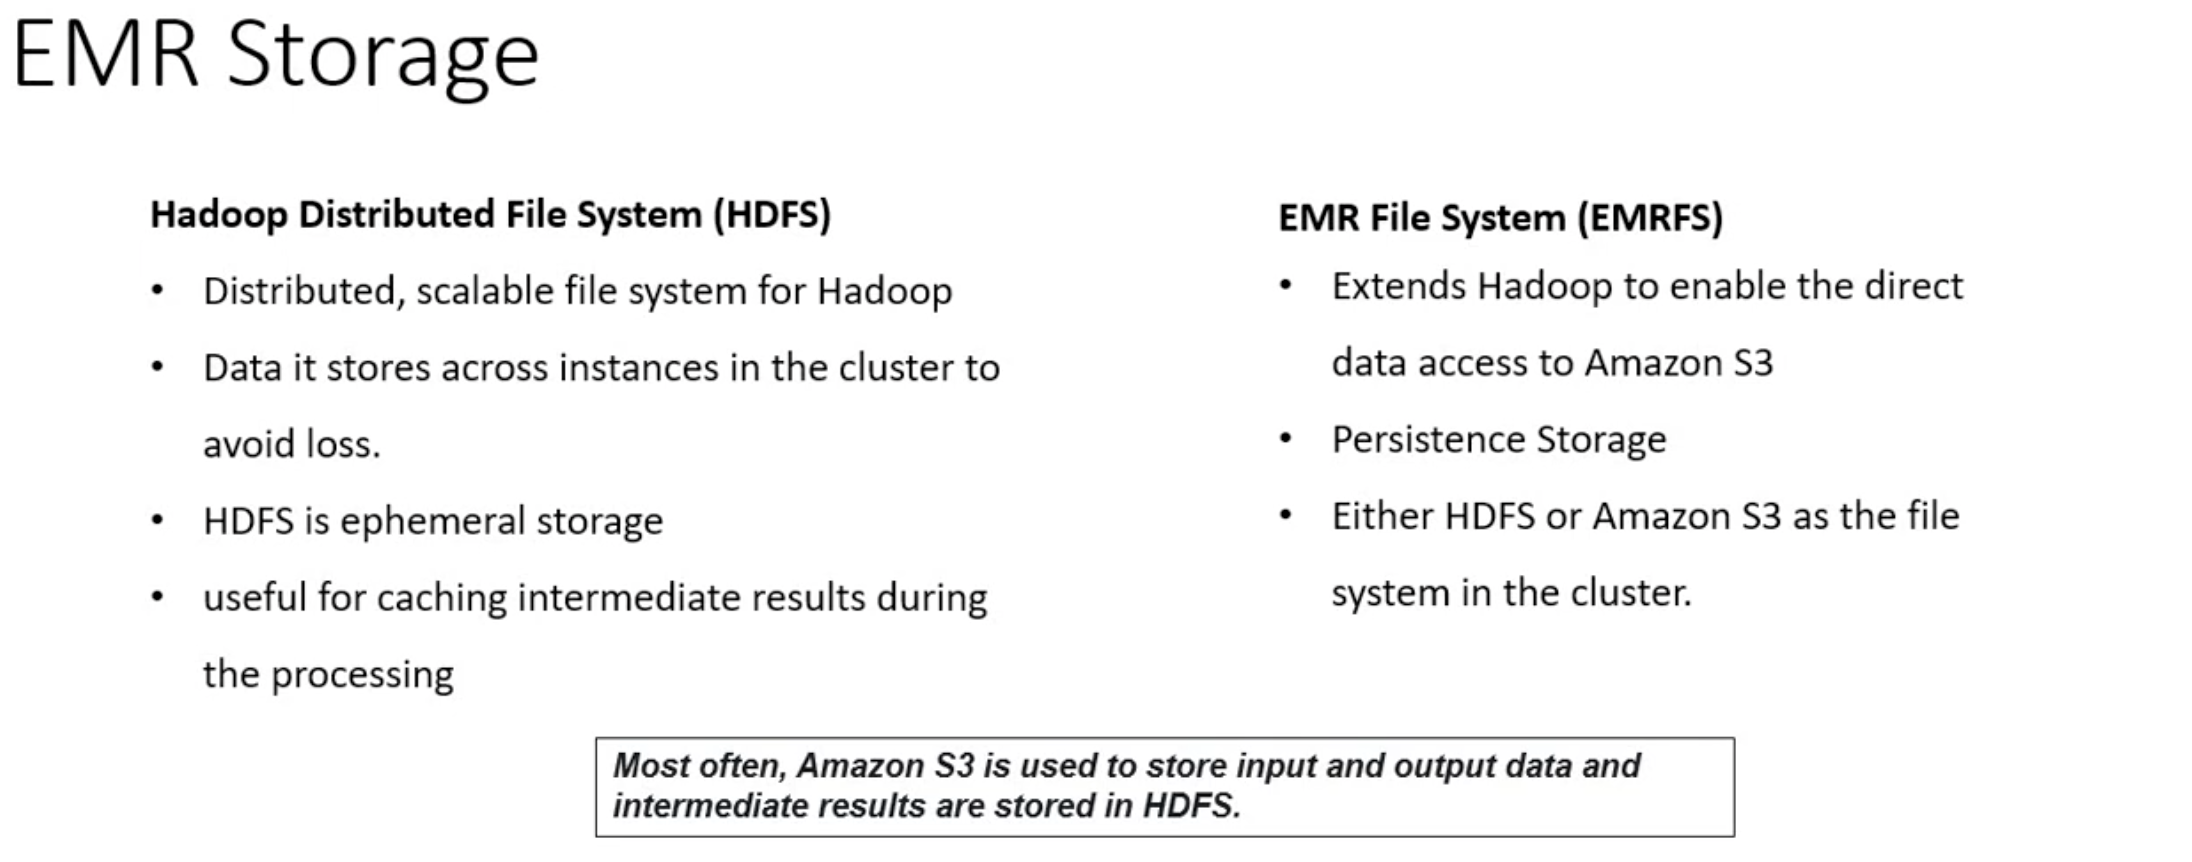 EMR Storage
Hadoop Distributed File System (HDFS)
• Distributed, scalable file system for Hadoop
• Data it stores across instances in the cluster to
avoid loss.
• HDFS is ephemeral storage
• useful for caching intermediate results during
the processing
EMR File System (EMRFS)
• Extends Hadoop to enable the direct
data access to Amazon S3
• Persistence Storage
• Either HDFS or Amazon S3 as the file
system in the cluster.
Most often, Amazon S3 is used to store input and output data and
intermediate results are stored in HDFS.